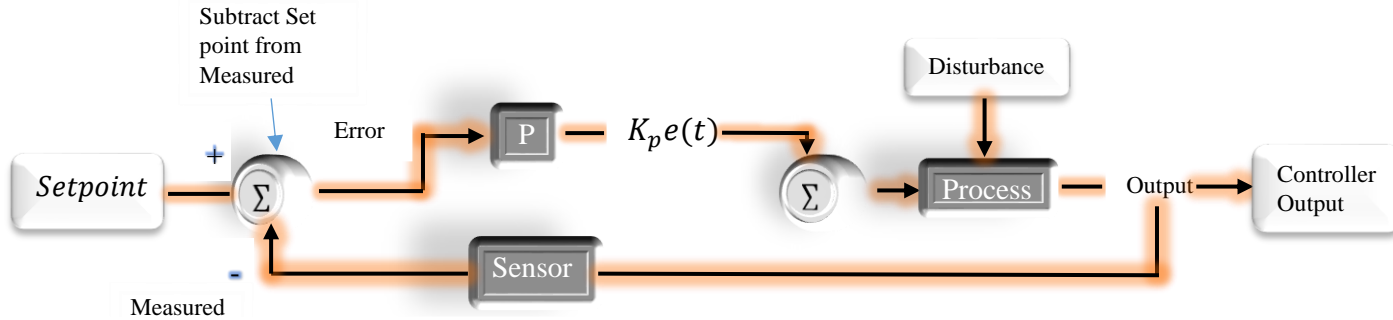 Subtract Set
point from
Measured
Disturbance
Error
P
K_p e(t)
+
Setpoint
Σ
Σ
Process
Output
Controller
Output
Sensor
-
Measured